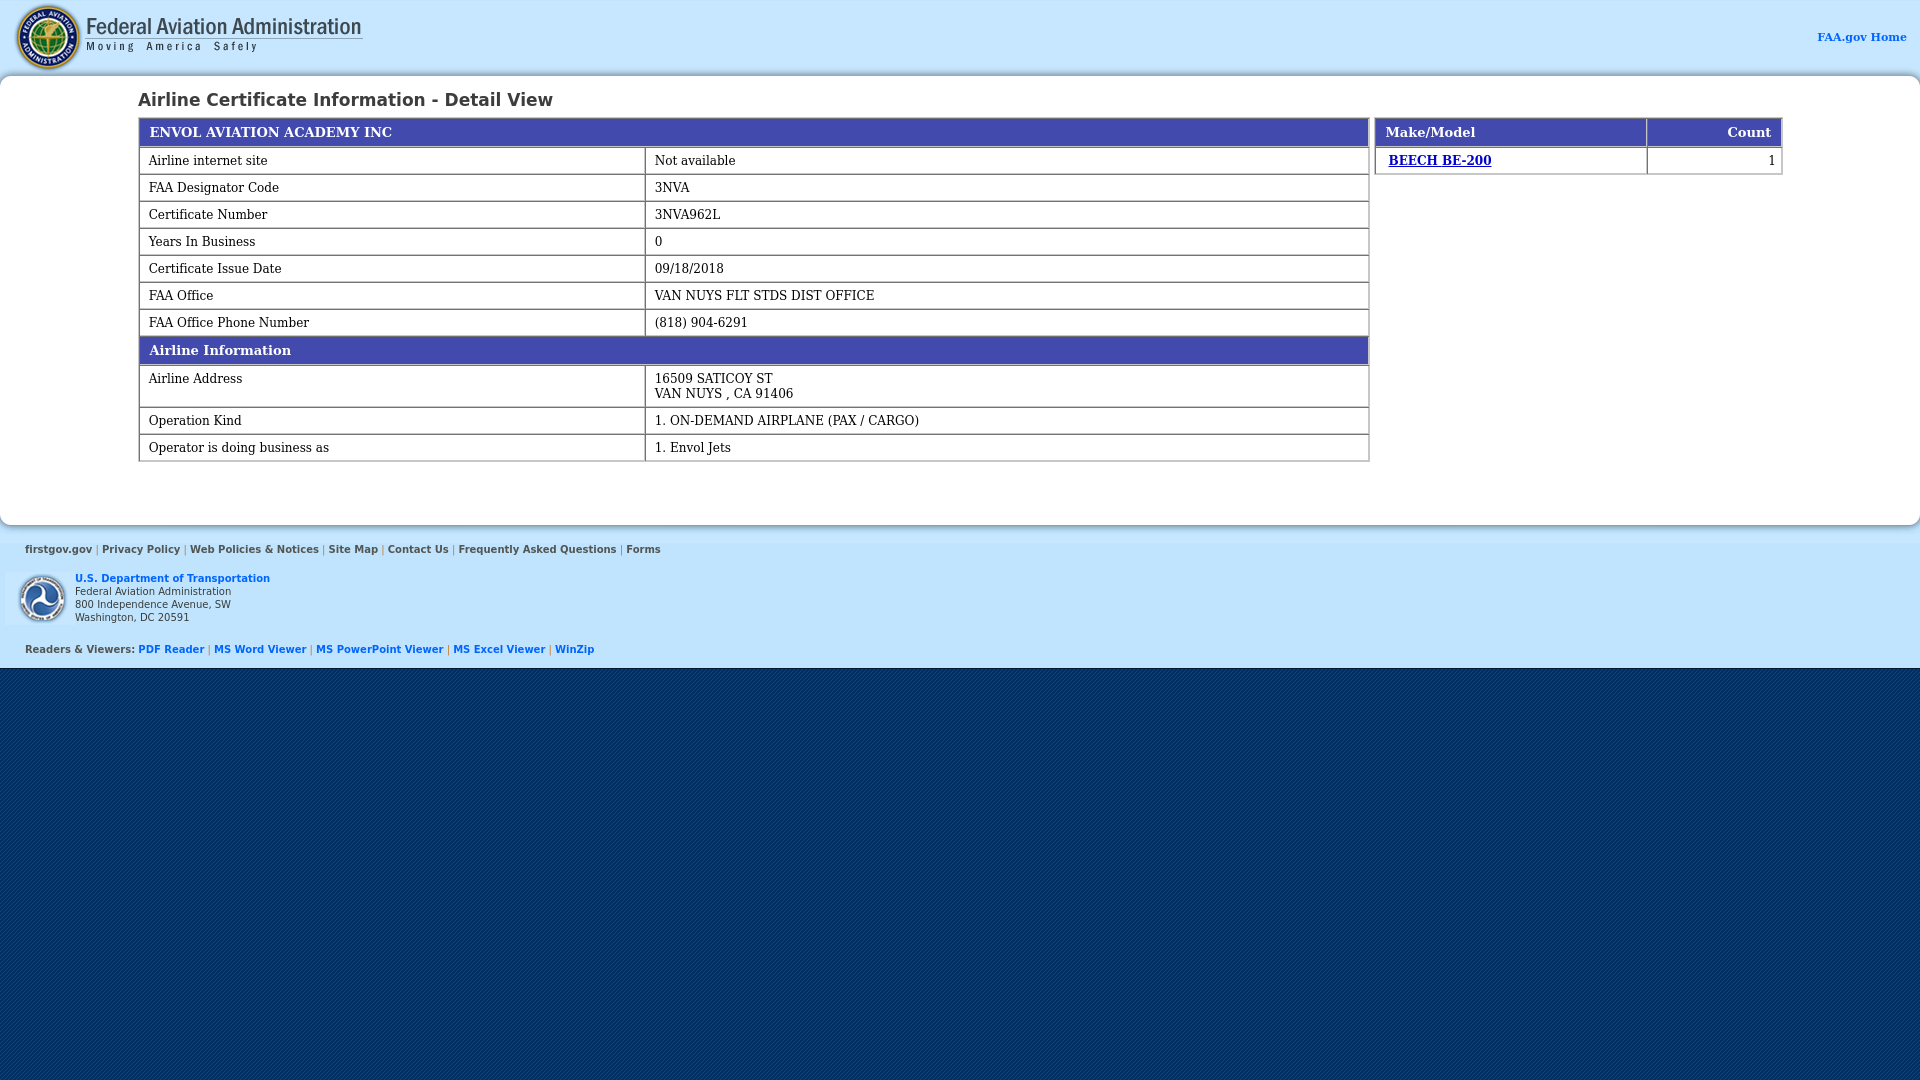 Federal Aviation Administration
Moving America Safely
FAA.gov Home
Airline Certificate Information - Detail View
ENVOL AVIATION ACADEMY INC
Airline internet site Not available
FAA Designator Code 3NVA
Certificate Number 3NVA962L
Years In Business 0
Certificate Issue Date 09/18/2018
FAA Office VAN NUYS FLT STDS DIST OFFICE
FAA Office Phone Number (818) 904-6291
Airline Information
Airline Address 16509 SATICOY ST
VAN NUYS , CA 91406
Operation Kind 1. ON-DEMAND AIRPLANE (PAX / CARGO)
Operator is doing business as 1. Envol Jets
Make/Model Count
BEECH BE-200 1
firstgov.gov | Privacy Policy | Web Policies & Notices | Site Map | Contact Us | Frequently Asked Questions | Forms
U.S. Department of Transportation
Federal Aviation Administration
800 Independence Avenue, SW
Washington, DC 20591
Readers & Viewers: PDF Reader | MS Word Viewer | MS PowerPoint Viewer | MS Excel Viewer | WinZip